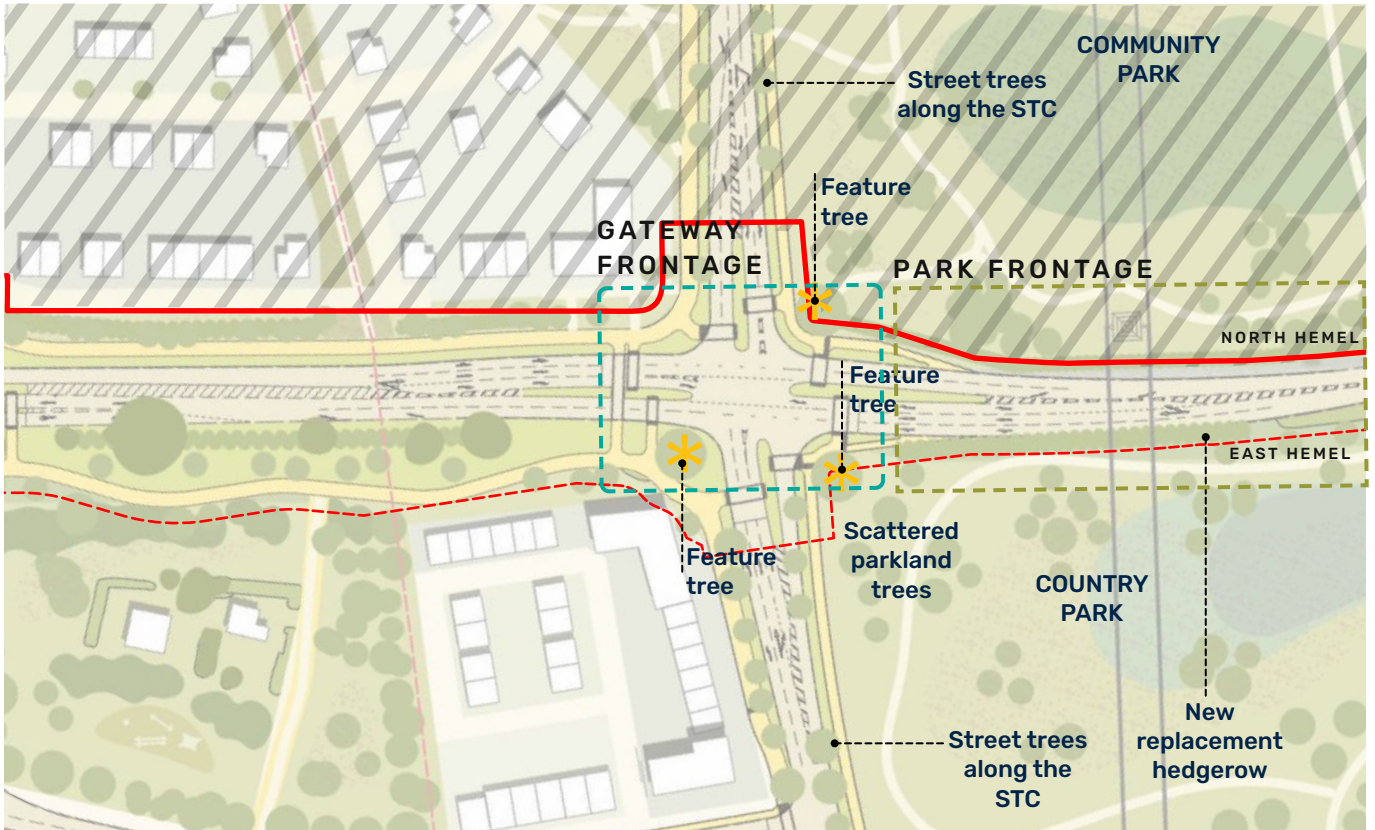 COMMUNITY
PARK
Street trees
along the STC
Feature
tree
GATEWAY
FRONTAGE
PARK FRONTAGE
NORTH HEMEL
Feature
tree
EAST HEMEL
Scattered
parkland
trees
Feature
tree
COUNTRY
PARK
New
replacement
hedgerow
Street trees
along the
STC